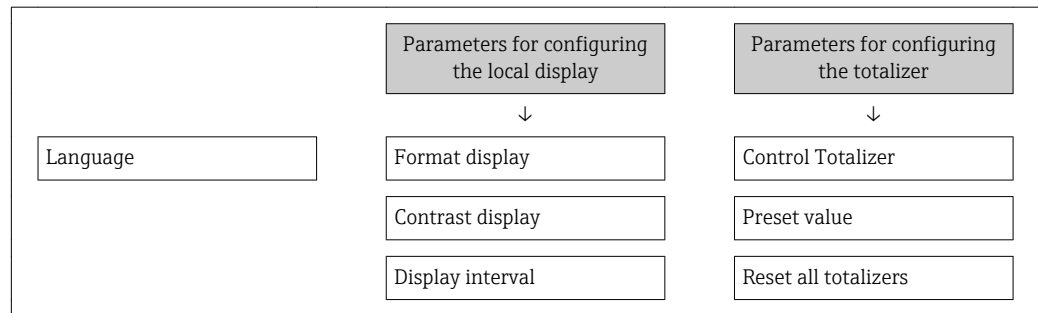 Parameters for configuring
the local display
Parameters for configuring
the totalizer
↓
↓
Language
Format display
Control Totalizer
Contrast display
Preset value
Display interval
Reset all totalizers